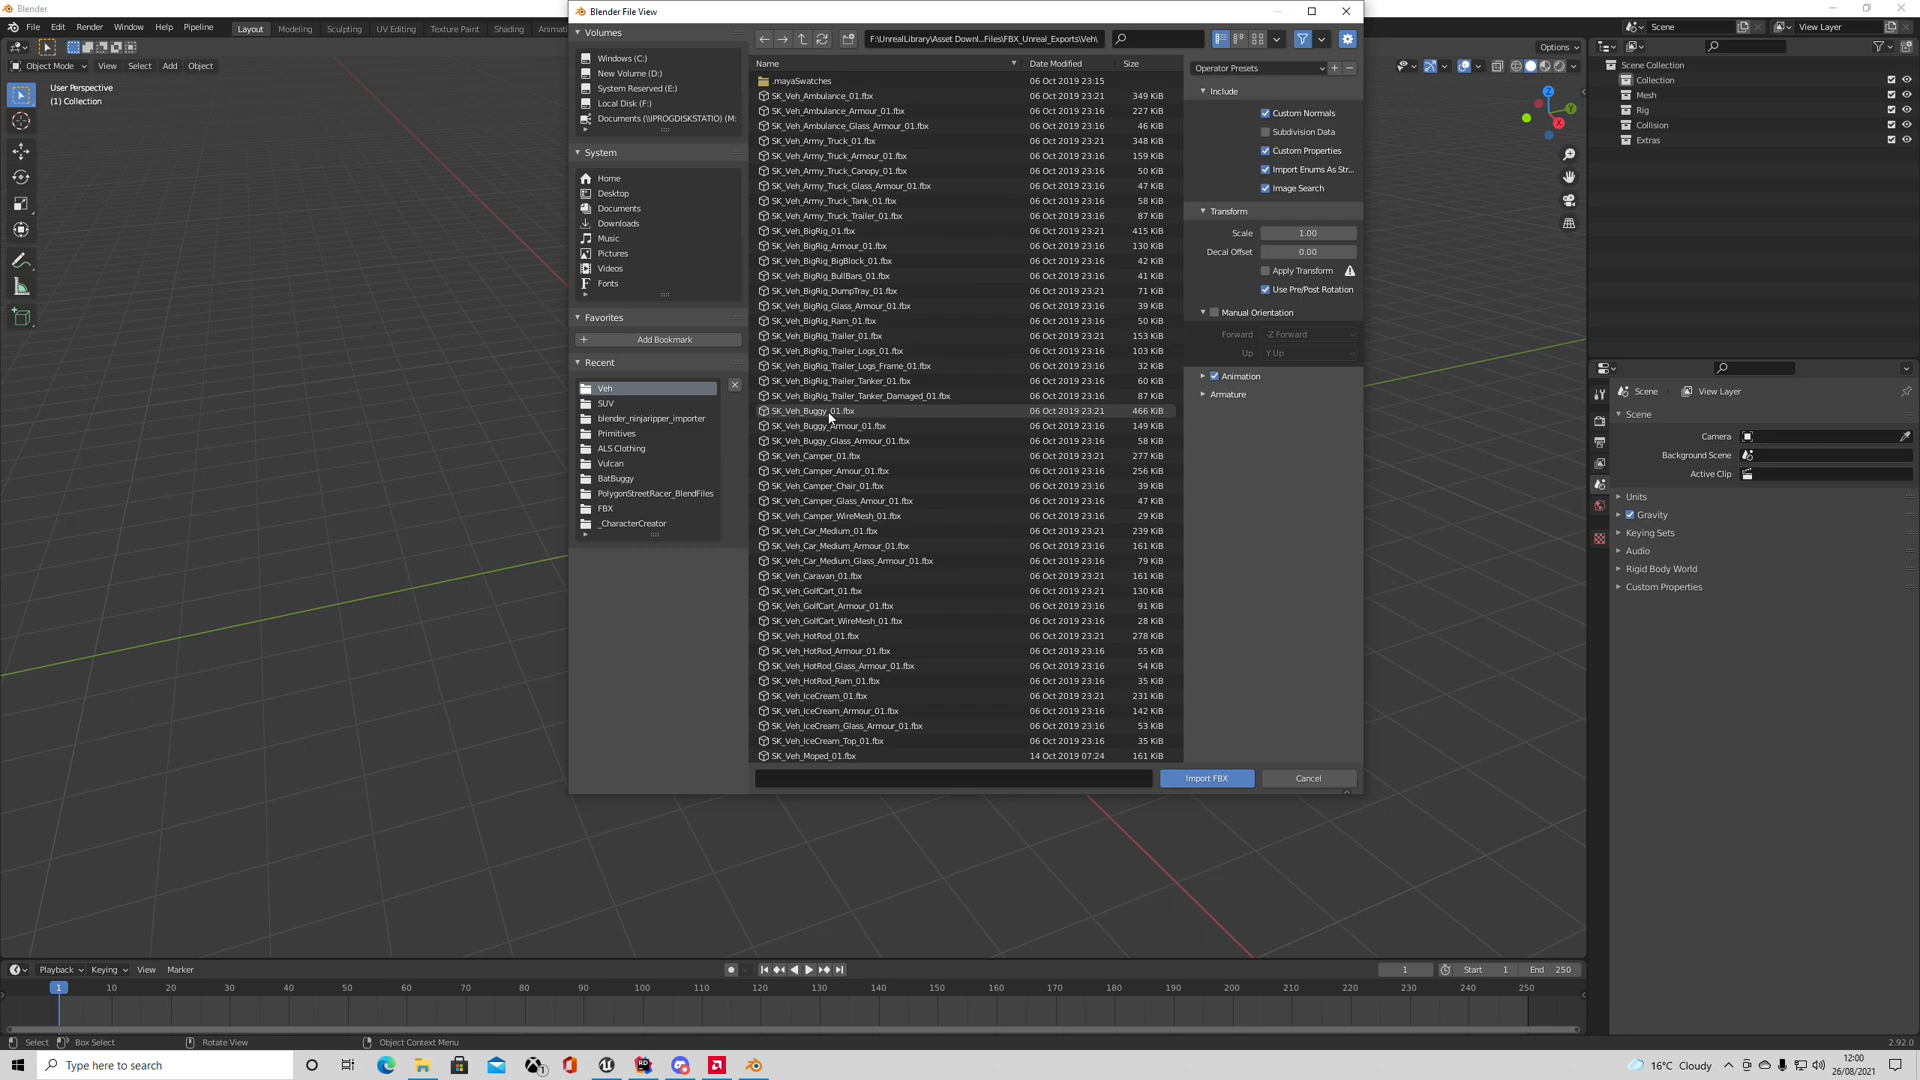 Blender
File Edit Render Window Help Pipeline Layout Modeling Sculpting UV Editing Texture Paint Shading Animati
Scene View Layer
Options
Object Mode View Select Add Object
User Perspective
(1) Collection
Blender File View
Volumes
Windows (C:)
New Volume (D:)
System Reserved (E:)
Local Disk (F:)
Documents (\\IPROGDISKSTATIO) (M:
System
Home
Desktop
Documents
Downloads
Music
Pictures
Videos
Fonts
Favorites
Add Bookmark
Recent
Veh
SUV
blender_ninjaripper_importer
Primitives
ALS Clothing
Vulcan
BatBuggy
PolygonStreetRacer_BlendFiles
FBX
_CharacterCreator
F:\UnrealLibrary\Asset Downl...Files\FBX_Unreal_Exports\Veh\
Name Date Modified Size
.mayaSwatches 06 Oct 2019 23:15
SK_Veh_Ambulance_01.fbx 06 Oct 2019 23:21 349 KiB
SK_Veh_Ambulance_Armour_01.fbx 06 Oct 2019 23:16 227 KiB
SK_Veh_Ambulance_Glass_Armour_01.fbx 06 Oct 2019 23:16 46 KiB
SK_Veh_Army_Truck_01.fbx 06 Oct 2019 23:21 348 KiB
SK_Veh_Army_Truck_Armour_01.fbx 06 Oct 2019 23:16 159 KiB
SK_Veh_Army_Truck_Canopy_01.fbx 06 Oct 2019 23:16 50 KiB
SK_Veh_Army_Truck_Glass_Armour_01.fbx 06 Oct 2019 23:16 47 KiB
SK_Veh_Army_Truck_Tank_01.fbx 06 Oct 2019 23:16 58 KiB
SK_Veh_Army_Truck_Trailer_01.fbx 06 Oct 2019 23:16 87 KiB
SK_Veh_BigRig_01.fbx 06 Oct 2019 23:21 415 KiB
SK_Veh_BigRig_Armour_01.fbx 06 Oct 2019 23:16 130 KiB
SK_Veh_BigRig_BigBlock_01.fbx 06 Oct 2019 23:16 42 KiB
SK_Veh_BigRig_BullBars_01.fbx 06 Oct 2019 23:16 41 KiB
SK_Veh_BigRig_DumpTray_01.fbx 06 Oct 2019 23:21 71 KiB
SK_Veh_BigRig_Glass_Armour_01.fbx 06 Oct 2019 23:16 39 KiB
SK_Veh_BigRig_Ram_01.fbx 06 Oct 2019 23:16 50 KiB
SK_Veh_BigRig_Trailer_01.fbx 06 Oct 2019 23:21 153 KiB
SK_Veh_BigRig_Trailer_Logs_01.fbx 06 Oct 2019 23:16 103 KiB
SK_Veh_BigRig_Trailer_Logs_Frame_01.fbx 06 Oct 2019 23:16 32 KiB
SK_Veh_BigRig_Trailer_Tanker_01.fbx 06 Oct 2019 23:16 60 KiB
SK_Veh_BigRig_Trailer_Tanker_Damaged_01.fbx 06 Oct 2019 23:16 87 KiB
SK_Veh_Buggy_01.fbx 06 Oct 2019 23:21 466 KiB
SK_Veh_Buggy_Armour_01.fbx 06 Oct 2019 23:16 149 KiB
SK_Veh_Buggy_Glass_Armour_01.fbx 06 Oct 2019 23:16 58 KiB
SK_Veh_Camper_01.fbx 06 Oct 2019 23:21 277 KiB
SK_Veh_Camper_Amour_01.fbx 06 Oct 2019 23:16 256 KiB
SK_Veh_Camper_Chair_01.fbx 06 Oct 2019 23:16 39 KiB
SK_Veh_Camper_Glass_Amour_01.fbx 06 Oct 2019 23:16 47 KiB
SK_Veh_Camper_WireMesh_01.fbx 06 Oct 2019 23:16 29 KiB
SK_Veh_Car_Medium_01.fbx 06 Oct 2019 23:21 239 KiB
SK_Veh_Car_Medium_Armour_01.fbx 06 Oct 2019 23:16 161 KiB
SK_Veh_Car_Medium_Glass_Armour_01.fbx 06 Oct 2019 23:16 79 KiB
SK_Veh_Caravan_01.fbx 06 Oct 2019 23:21 161 KiB
SK_Veh_GolfCart_01.fbx 06 Oct 2019 23:21 130 KiB
SK_Veh_GolfCart_Armour_01.fbx 06 Oct 2019 23:16 91 KiB
SK_Veh_GolfCart_WireMesh_01.fbx 06 Oct 2019 23:16 28 KiB
SK_Veh_HotRod_01.fbx 06 Oct 2019 23:21 278 KiB
SK_Veh_HotRod_Armour_01.fbx 06 Oct 2019 23:16 55 KiB
SK_Veh_HotRod_Glass_Armour_01.fbx 06 Oct 2019 23:16 54 KiB
SK_Veh_HotRod_Ram_01.fbx 06 Oct 2019 23:16 35 KiB
SK_Veh_IceCream_01.fbx 06 Oct 2019 23:21 231 KiB
SK_Veh_IceCream_Armour_01.fbx 06 Oct 2019 23:16 142 KiB
SK_Veh_IceCream_Glass_Armour_01.fbx 06 Oct 2019 23:16 53 KiB
SK_Veh_IceCream_Top_01.fbx 06 Oct 2019 23:16 35 KiB
SK_Veh_Moped_01.fbx 14 Oct 2019 07:24 161 KiB
Operator Presets
Include
Custom Normals
Subdivision Data
Custom Properties
Import Enums As Str...
Image Search
Transform
Scale 1.00
Decal Offset 0.00
Apply Transform
Use Pre/Post Rotation
Manual Orientation
Forward -Z Forward
Up Y Up
Animation
Armature
Import FBX Cancel
Z
Y
X
Scene Collection
Collection
Mesh
Rig
Collision
Extras
Scene View Layer
Scene
Camera
Background Scene
Active Clip
Units
Gravity
Keying Sets
Audio
Rigid Body World
Custom Properties
Playback Keying View Marker
1 Start 1 End 250
1 10 20 30 40 50 60 70 80 90 100 110 120 130 140 150 160 170 180 190 200 210 220 230 240 250
Select Box Select Rotate View Object Context Menu 2.92.0
Type here to search
16°C Cloudy
12:00
26/08/2021